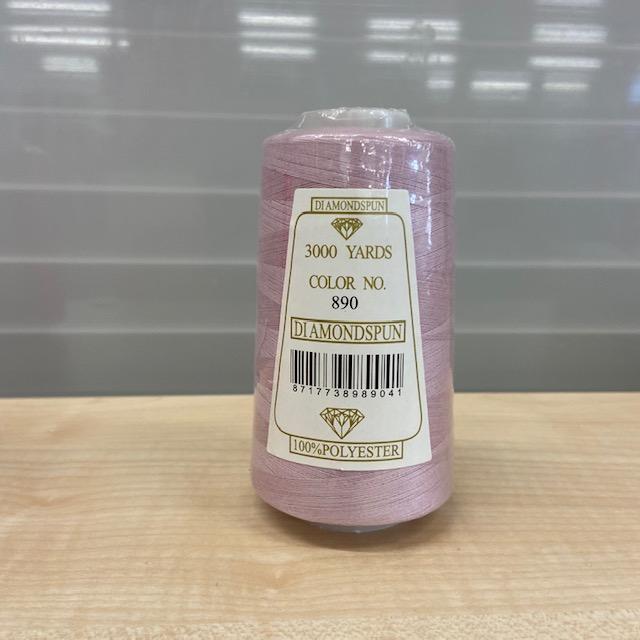 DIAMONDSPUN
3000 YARDS
COLOR NO.
890
DIAMONDSPUN
8717738989041
100%POLYESTER